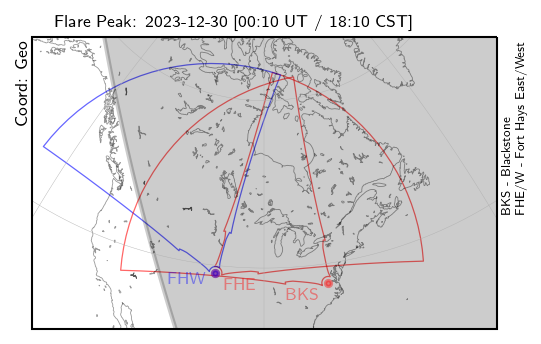 Flare Peak: 2023-12-30 [00:10 UT / 18:10 CST]
Coord: Geo
BKS - Blackstone
FHE/W - Fort Hays East/West
FHW
FHE
BKS